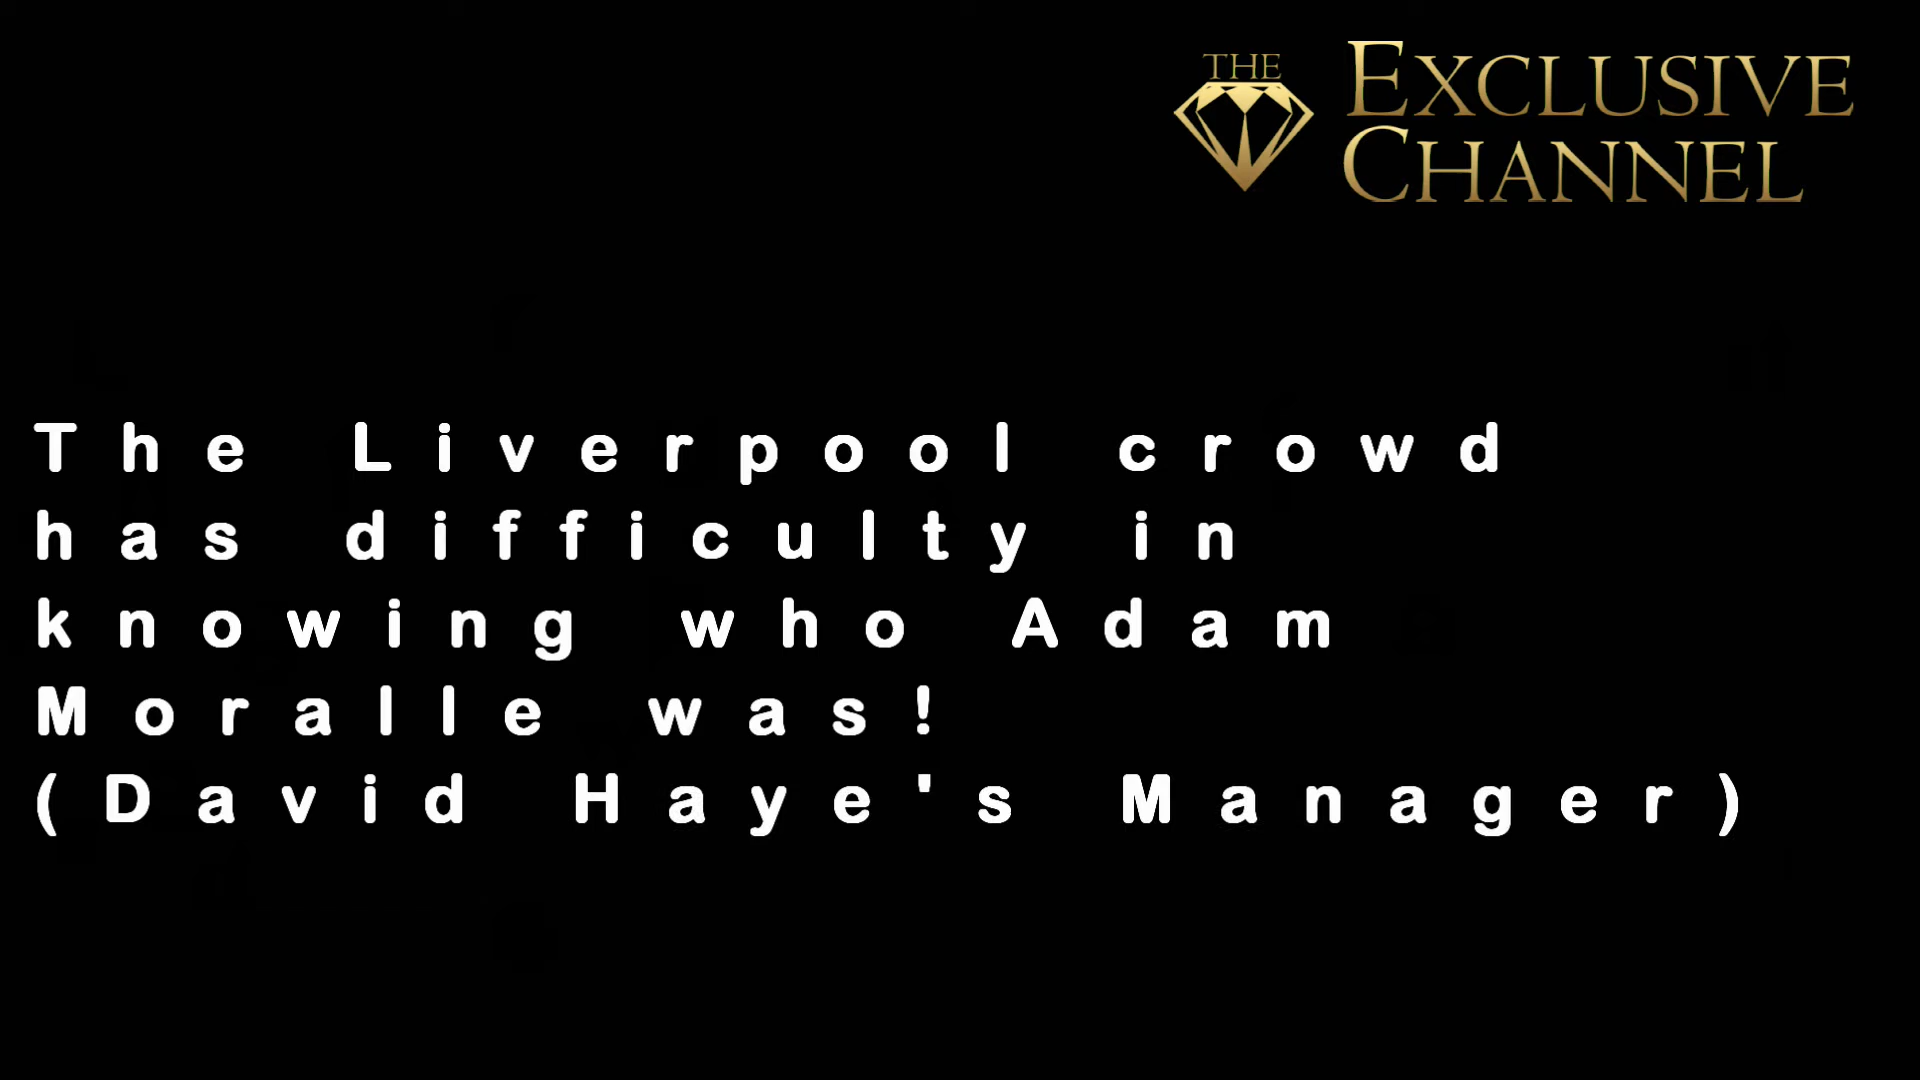 THE
EXCLUSIVE
CHANNEL
The Liverpool crowd
has difficulty in
knowing who Adam
Moralle was!
(David Haye's Manager)